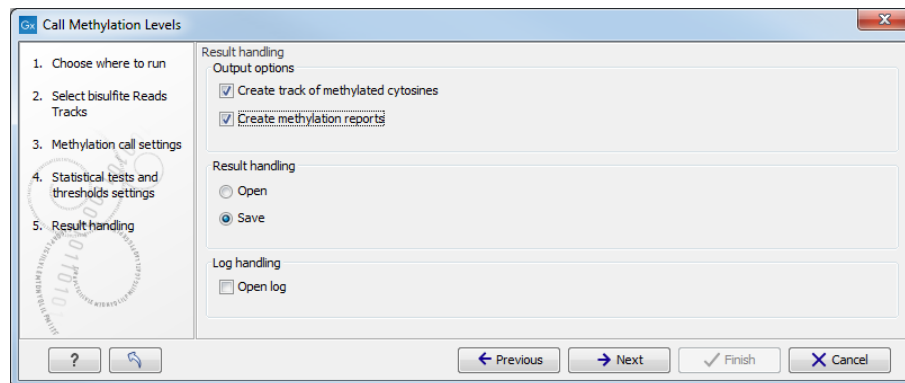 Gx Call Methylation Levels
1. Choose where to run
2. Select bisulfite Reads
Tracks
3. Methylation call settings
4. Statistical tests and
thresholds settings
5. Result handling
Result handling
Output options
Create track of methylated cytosines
Create methylation reports
Result handling
Open
Save
Log handling
Open log
?
Previous
Next
Finish
Cancel